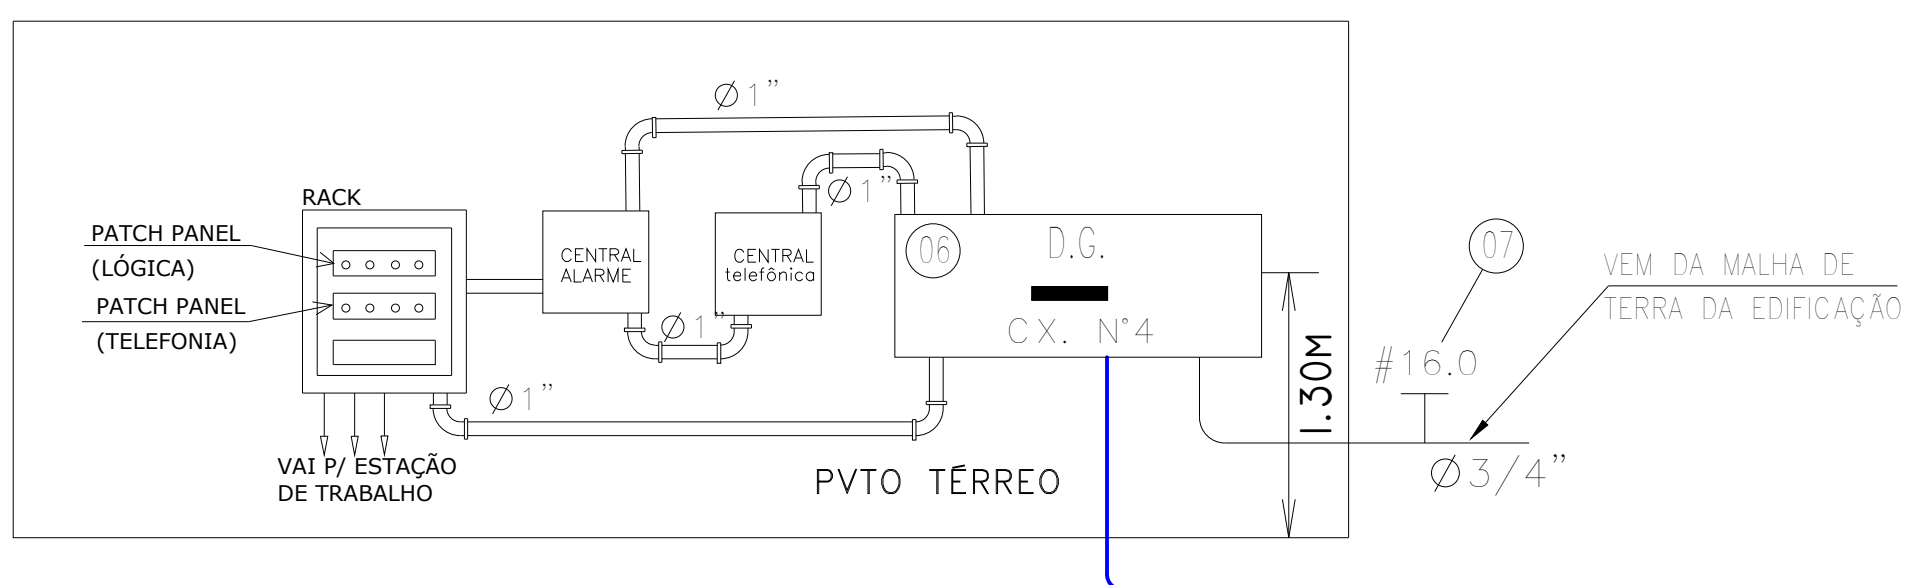 Ø1"
RACK
PATCH PANEL
(LÓGICA)
PATCH PANEL
(TELEFONIA)
CENTRAL
ALARME
Ø1"
CENTRAL
telefônica
06
D.G.
CX. N°4
Ø1"
Ø1"
VAI P/ ESTAÇÃO
DE TRABALHO
PVTO TÉRREO
1.30M
07
#16.0
Ø3/4"
VEM DA MALHA DE
TERRA DA EDIFICAÇÃO